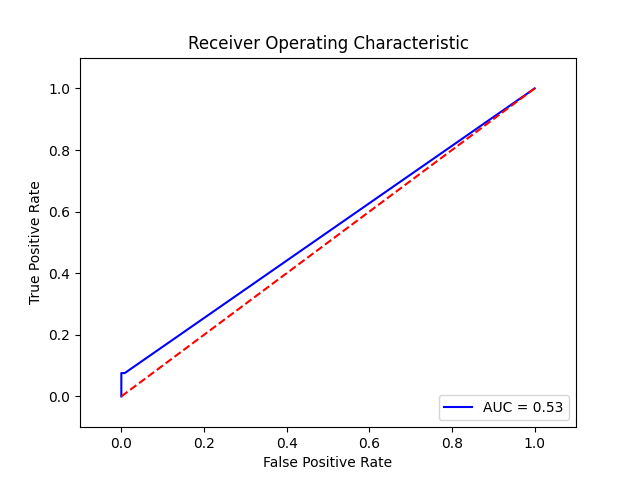 Receiver Operating Characteristic
1.0
0.8
0.6
0.4
0.2
0.0
True Positive Rate
0.0 0.2 0.4 0.6 0.8 1.0
False Positive Rate
AUC = 0.53